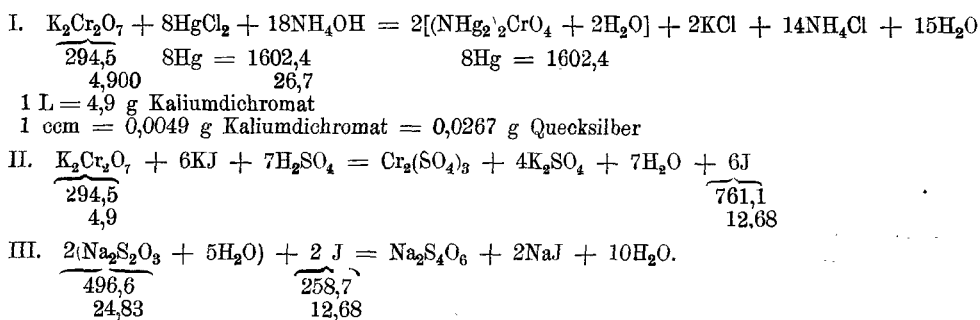 I. K₂Cr₂O₇ + 8HgCl₂ + 18NH₄OH = 2[(NHg₂)₂CrO₄ + 2H₂O] + 2KCl + 14NH₄Cl + 15H₂O
294,5 8Hg = 1602,4 8Hg = 1602,4
4,900 26,7
1 L = 4,9 g Kaliumdichromat
1 ccm = 0,0049 g Kaliumdichromat = 0,0267 g Quecksilber
II. K₂Cr₂O₇ + 6KJ + 7H₂SO₄ = Cr₂(SO₄)₃ + 4K₂SO₄ + 7H₂O + 6J
294,5 761,1
4,9 12,68
III. 2(Na₂S₂O₃ + 5H₂O) + 2 J = Na₂S₄O₆ + 2NaJ + 10H₂O.
496,6 258,7
24,83 12,68